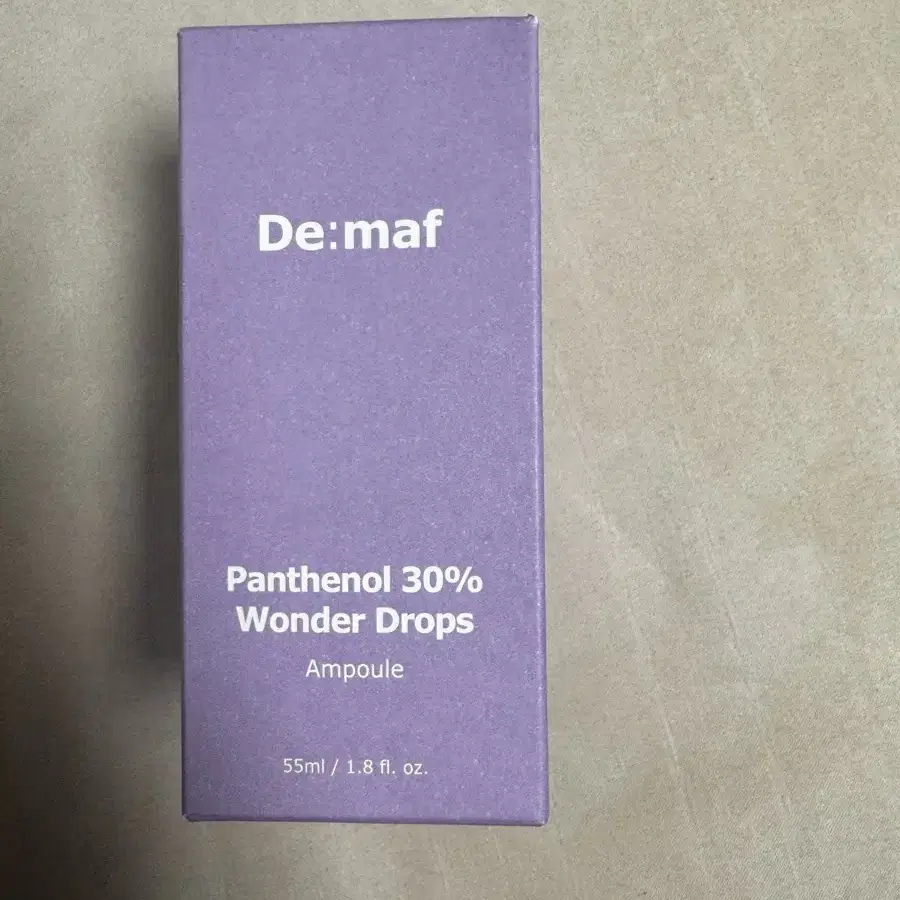 De:maf
Panthenol 30%
Wonder Drops
Ampoule
55ml / 1.8 fl. oz.